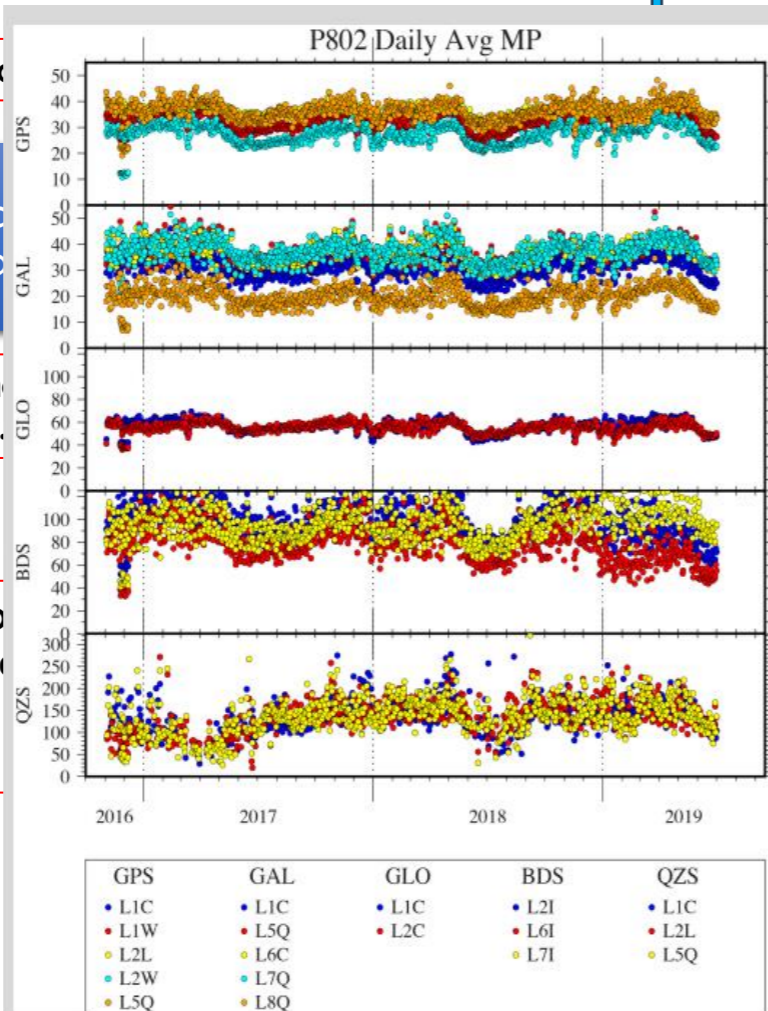 P802 Daily Avg MP
50
40
30
20
10
0
GPS
50
40
30
20
10
0
GAL
100
80
60
40
20
0
GLO
100
80
60
40
20
0
BDS
300
250
200
150
100
50
0
QZS
2016 2017 2018 2019
GPS GAL GLO BDS QZS
L1C L1C L1C L2I L1C
L1W L5Q L2C L6I L2L
L2L L6C L7I L5Q
L2W L7Q
L5Q L8Q